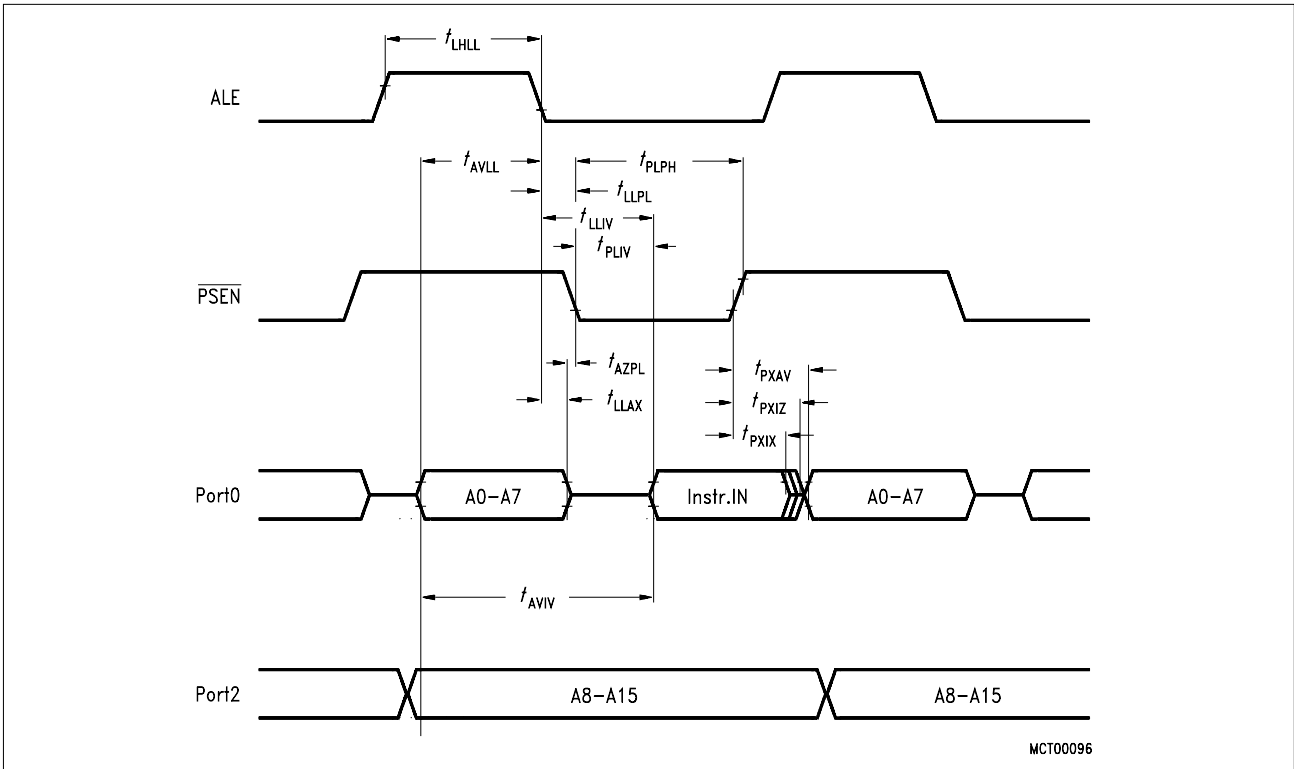 tLHLL
ALE
tAVLL
tPLPH
tLLPL
tLLIV
tPLIV
PSEN
tAZPL
tPXAV
tLLAX
tPXIZ
tPXIX
Port0
A0-A7
Instr.IN
A0-A7
tAVIV
Port2
A8-A15
A8-A15
MCT00096